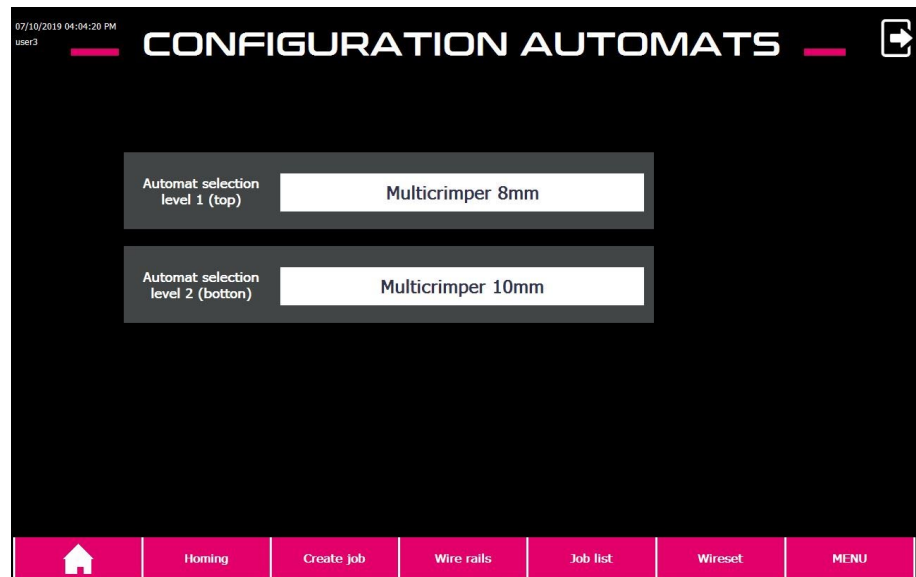 07/10/2019 04:04:20 PM
user3
CONFIGURATION AUTOMATS
Automat selection
level 1 (top)
Multicrimper 8mm
Automat selection
level 2 (botton)
Multicrimper 10mm
Homing
Create job
Wire rails
Job list
Wireset
MENU